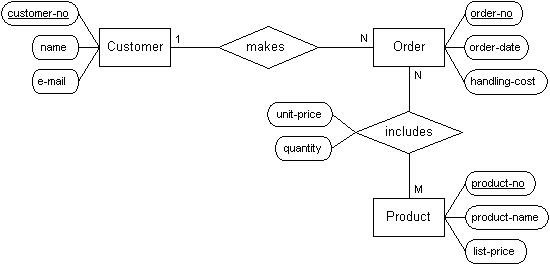 customer-no
name
e-mail
Customer
1
makes
N
Order
order-no
order-date
handling-cost
N
unit-price
quantity
includes
M
Product
product-no
product-name
list-price